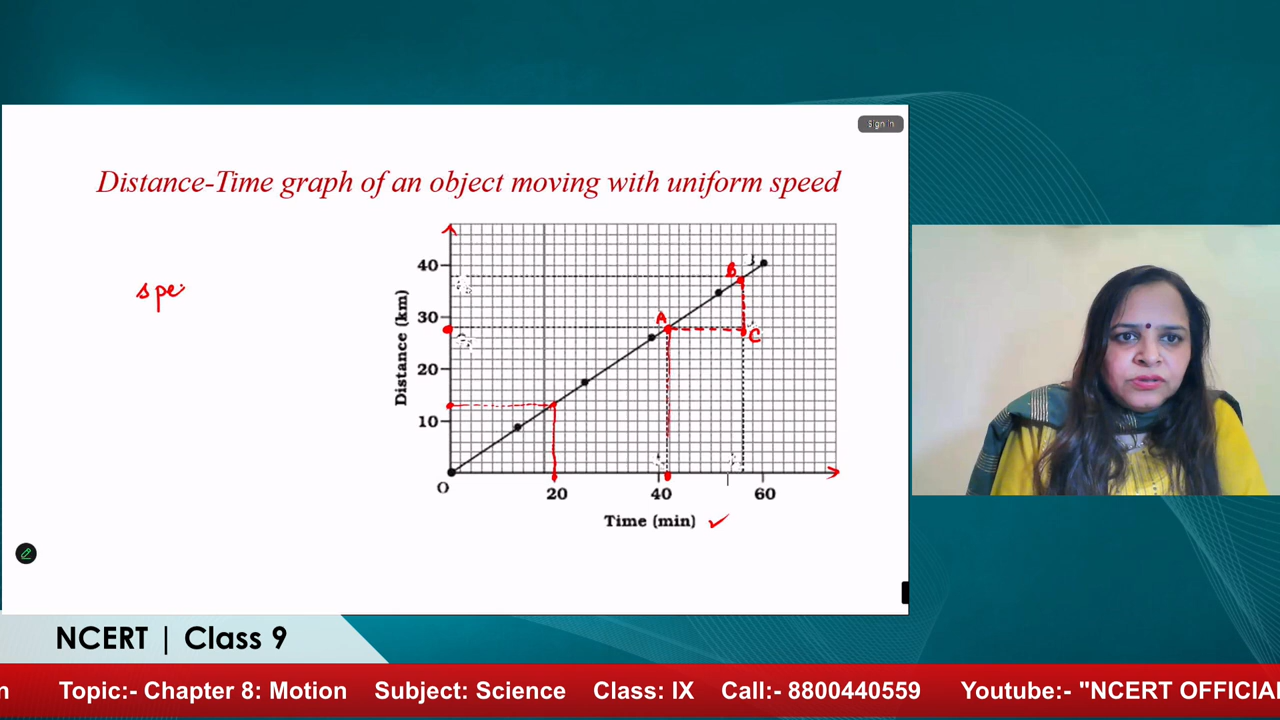 Sign in
Distance-Time graph of an object moving with uniform speed
spe
40
30
20
10
Distance (km)
A
B
C
O
20
40
60
Time (min)
NCERT | Class 9
n Topic:- Chapter 8: Motion Subject: Science Class: IX Call:- 8800440559 Youtube:- "NCERT OFFICIAL